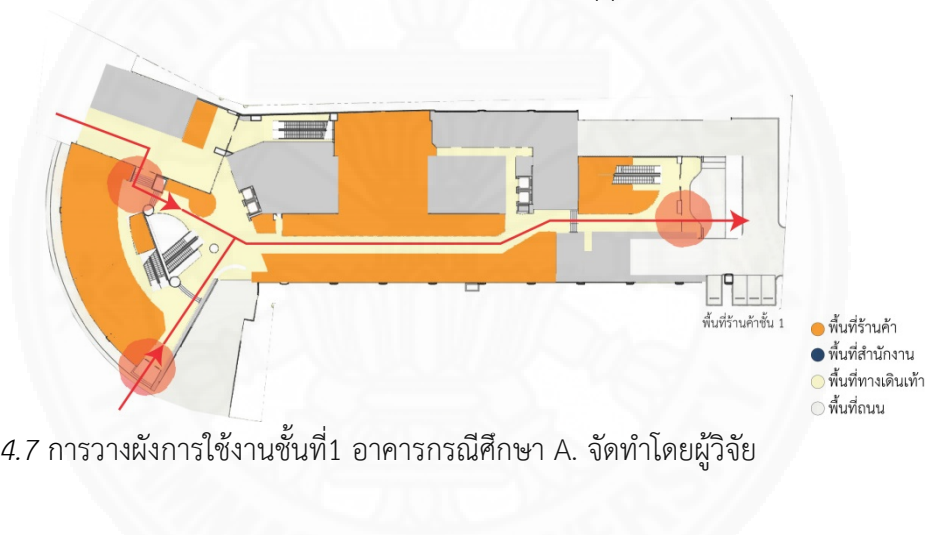 พื้นที่ร้านค้าชั้น 1
พื้นที่ร้านค้า
พื้นที่สำนักงาน
พื้นที่ทางเดินเท้า
พื้นที่ถนน
4.7 การวางผังการใช้งานชั้นที่1 อาคารกรณีศึกษา A. จัดทำโดยผู้วิจัย